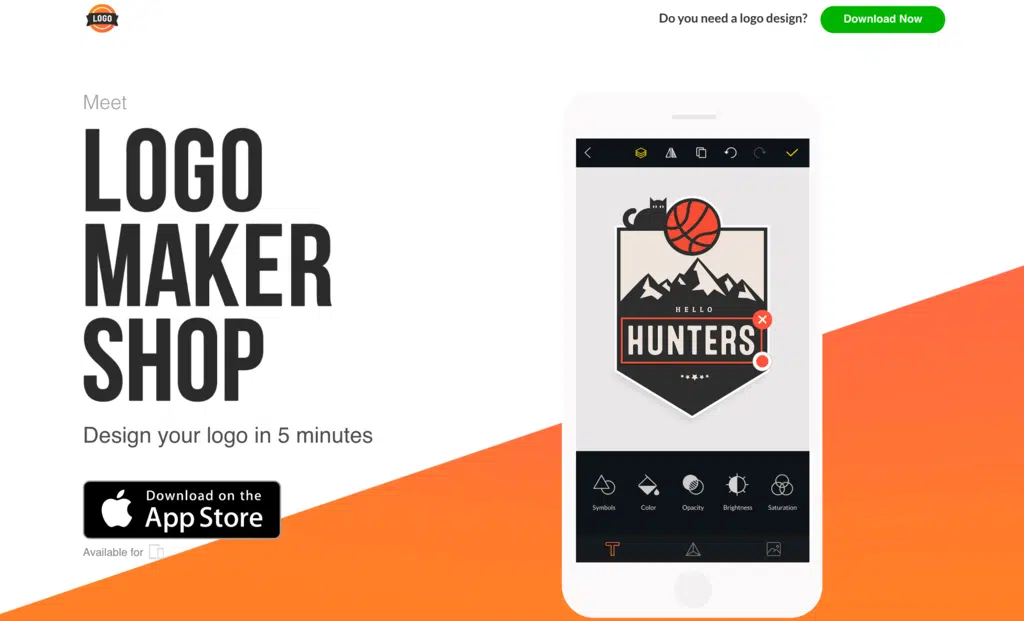 LOGO
Do you need a logo design?
Download Now
Meet
LOGO
MAKER
SHOP
Design your logo in 5 minutes
Download on the
App Store
Available for
HELLO
HUNTERS
Symbols
Color
Opacity
Brightness
Saturation
T